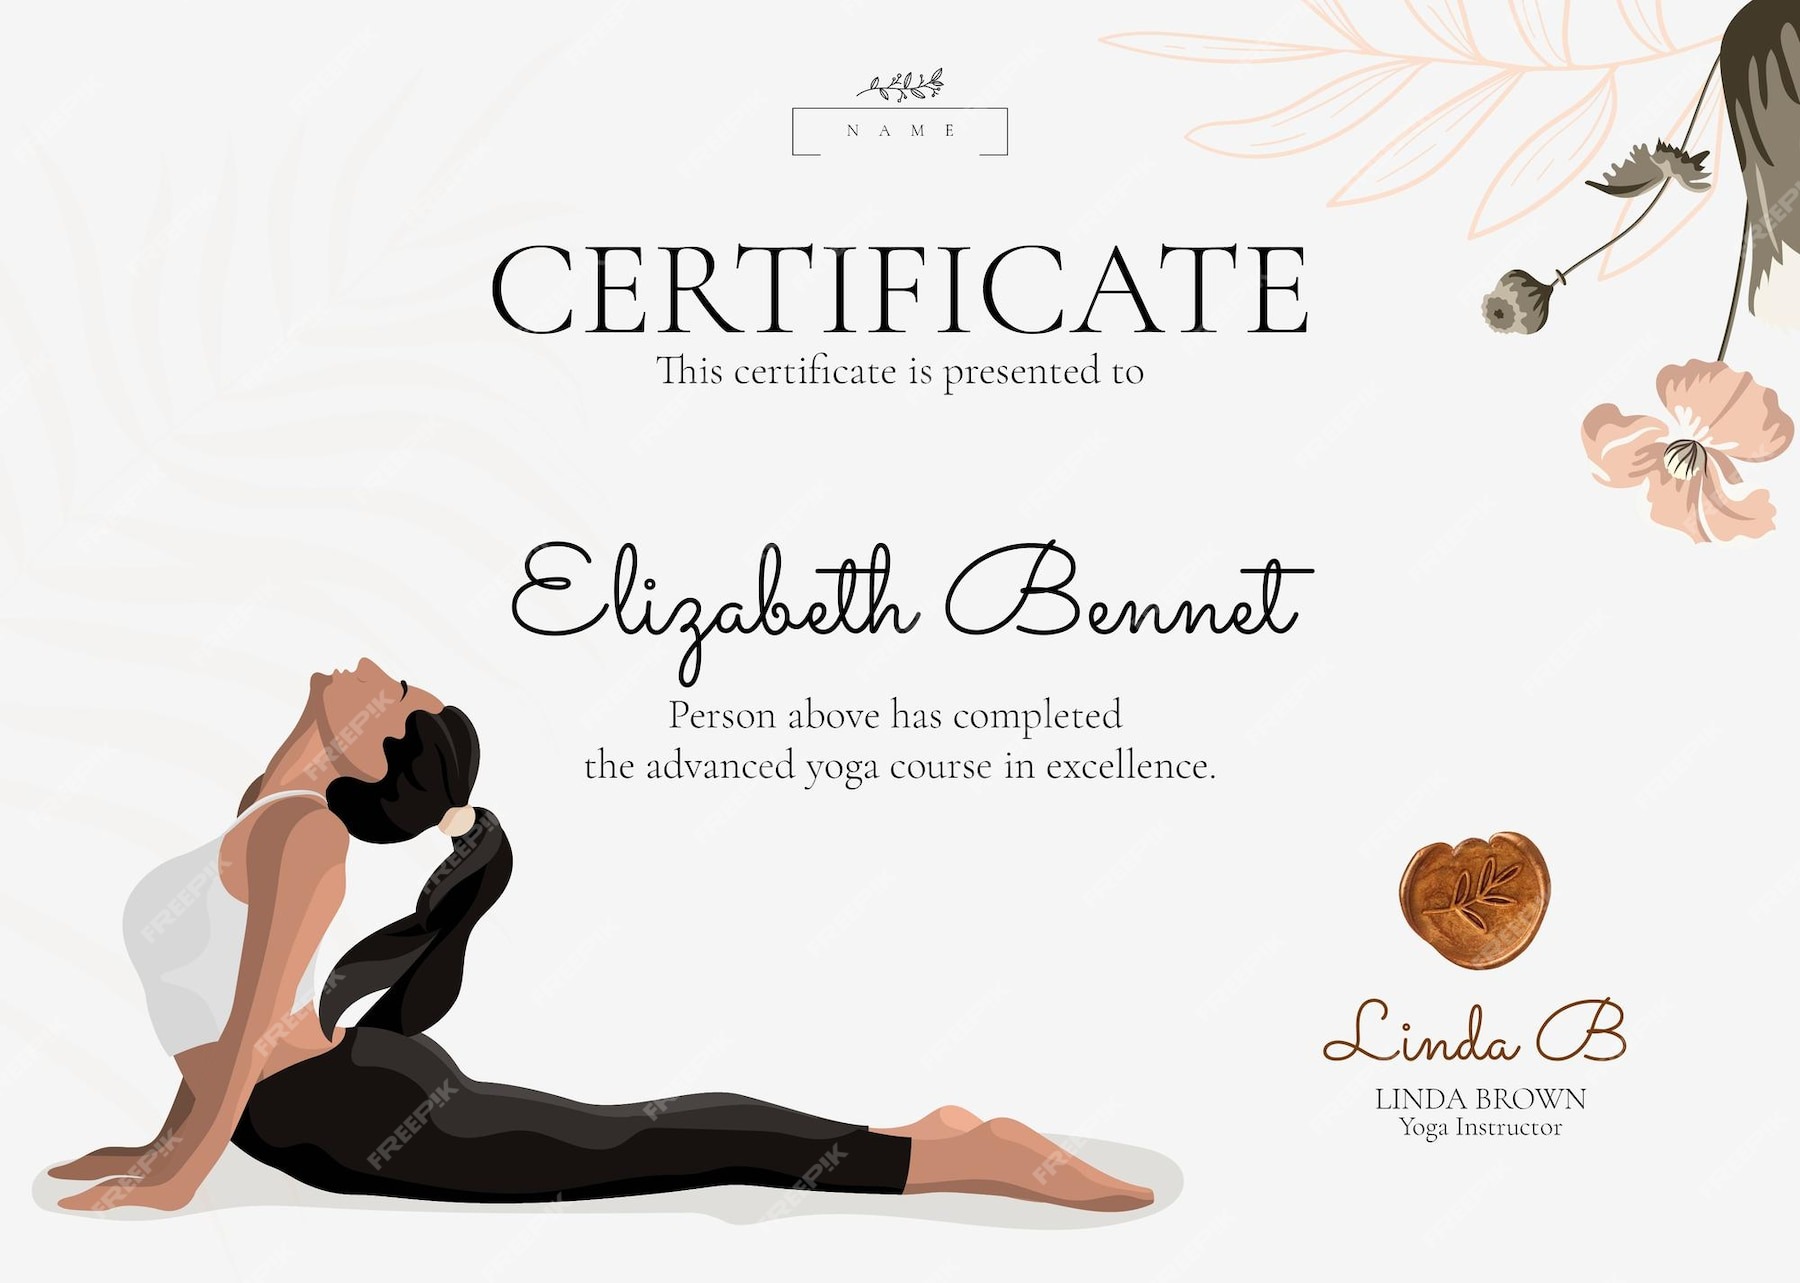 NAME
CERTIFICATE
This certificate is presented to
Elizabeth Bennet
Person above has completed
the advanced yoga course in excellence.
Linda B
LINDA BROWN
Yoga Instructor
FREEPIK